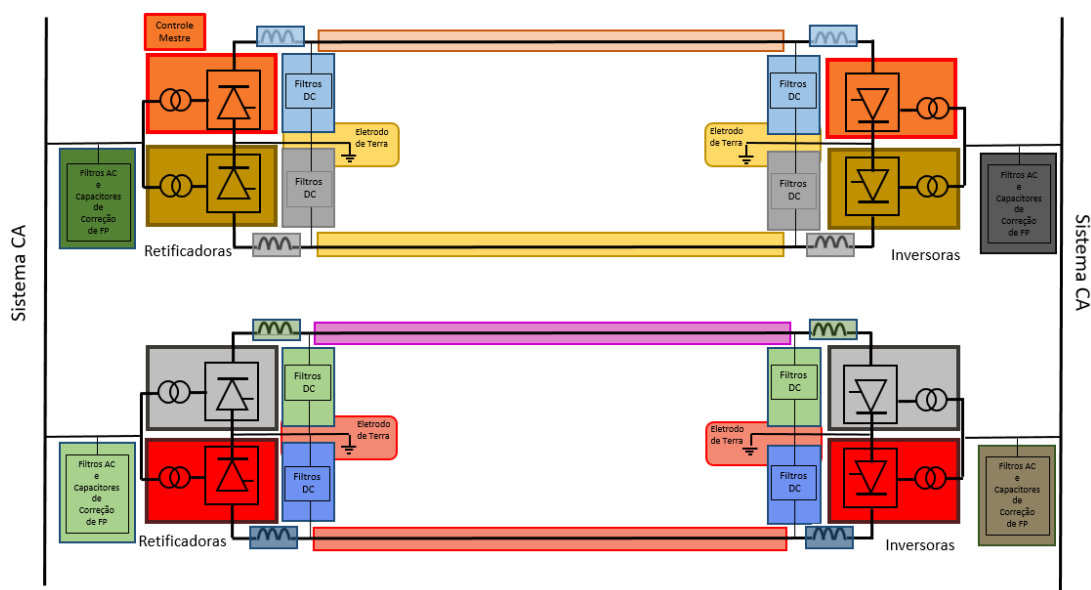 Controle
Mestre
Filtros
DC
Filtros
DC
Eletrodo
de Terra
Eletrodo
de Terra
Filtros AC
e
Capacitores
de
Correção
de FP
Filtros
DC
Filtros
DC
Filtros AC
e
Capacitores
de
Correção
de FP
Retificadoras
Inversoras
Sistema CA
Sistema CA
Filtros
DC
Filtros
DC
Eletrodo
de Terra
Eletrodo
de Terra
Filtros AC
e
Capacitores
de
Correção
de FP
Filtros
DC
Filtros
DC
Filtros AC
e
Capacitores
de
Correção
de FP
Retificadoras
Inversoras